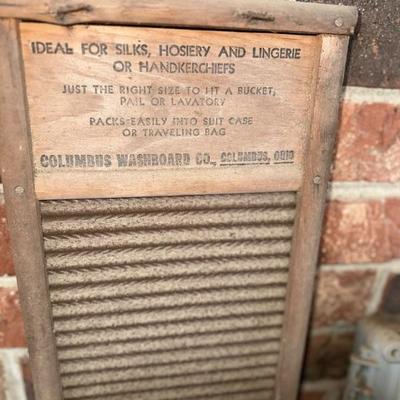 IDEAL FOR SILKS, HOSIERY AND LINGERIE
OR HANDKERCHIEFS
JUST THE RIGHT SIZE TO FIT A BUCKET,
PAIL OR LAVATORY
PACKS EASILY INTO SUIT CASE
OR TRAVELING BAG
COLUMBUS WASHBOARD CO., COLUMBUS, OHIO